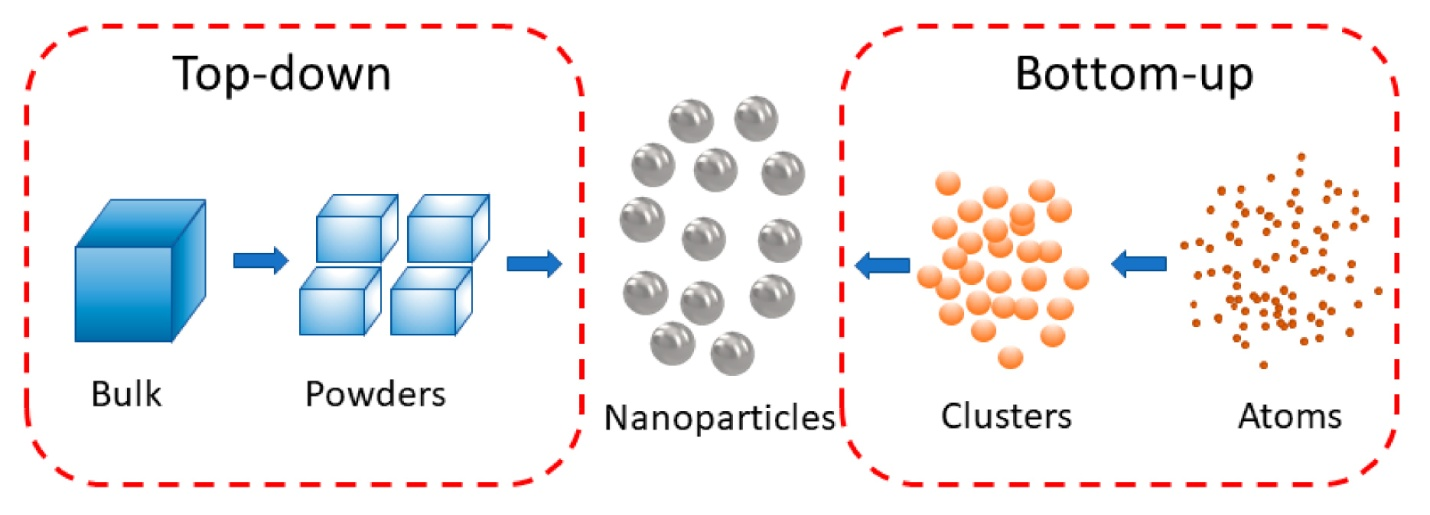 Top-down
Bottom-up
Bulk
Powders
Nanoparticles
Clusters
Atoms